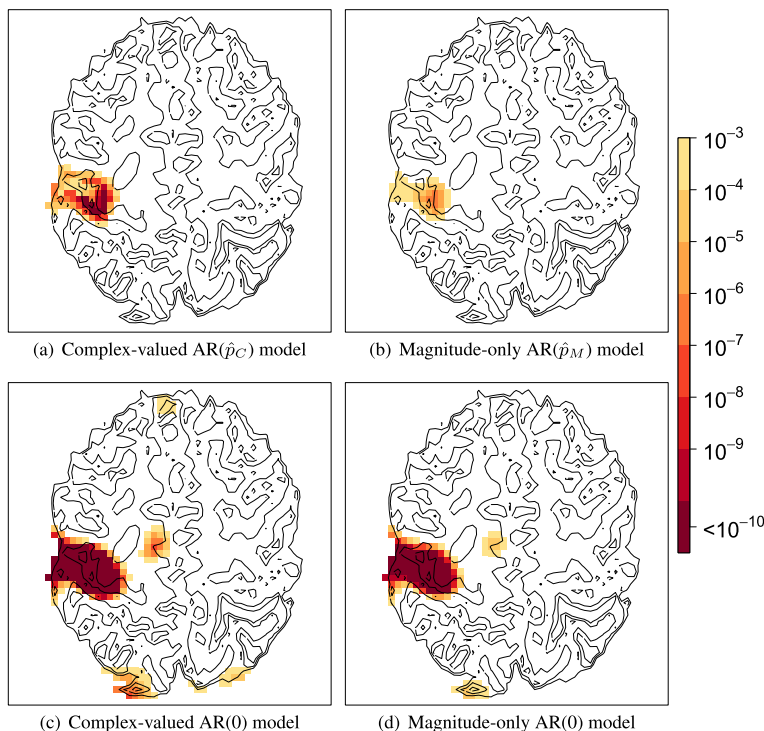 (a) Complex-valued AR(p̂_C) model
(b) Magnitude-only AR(p̂_M) model
10⁻³
10⁻⁴
10⁻⁵
10⁻⁶
10⁻⁷
10⁻⁸
10⁻⁹
<10⁻¹⁰
(c) Complex-valued AR(0) model
(d) Magnitude-only AR(0) model